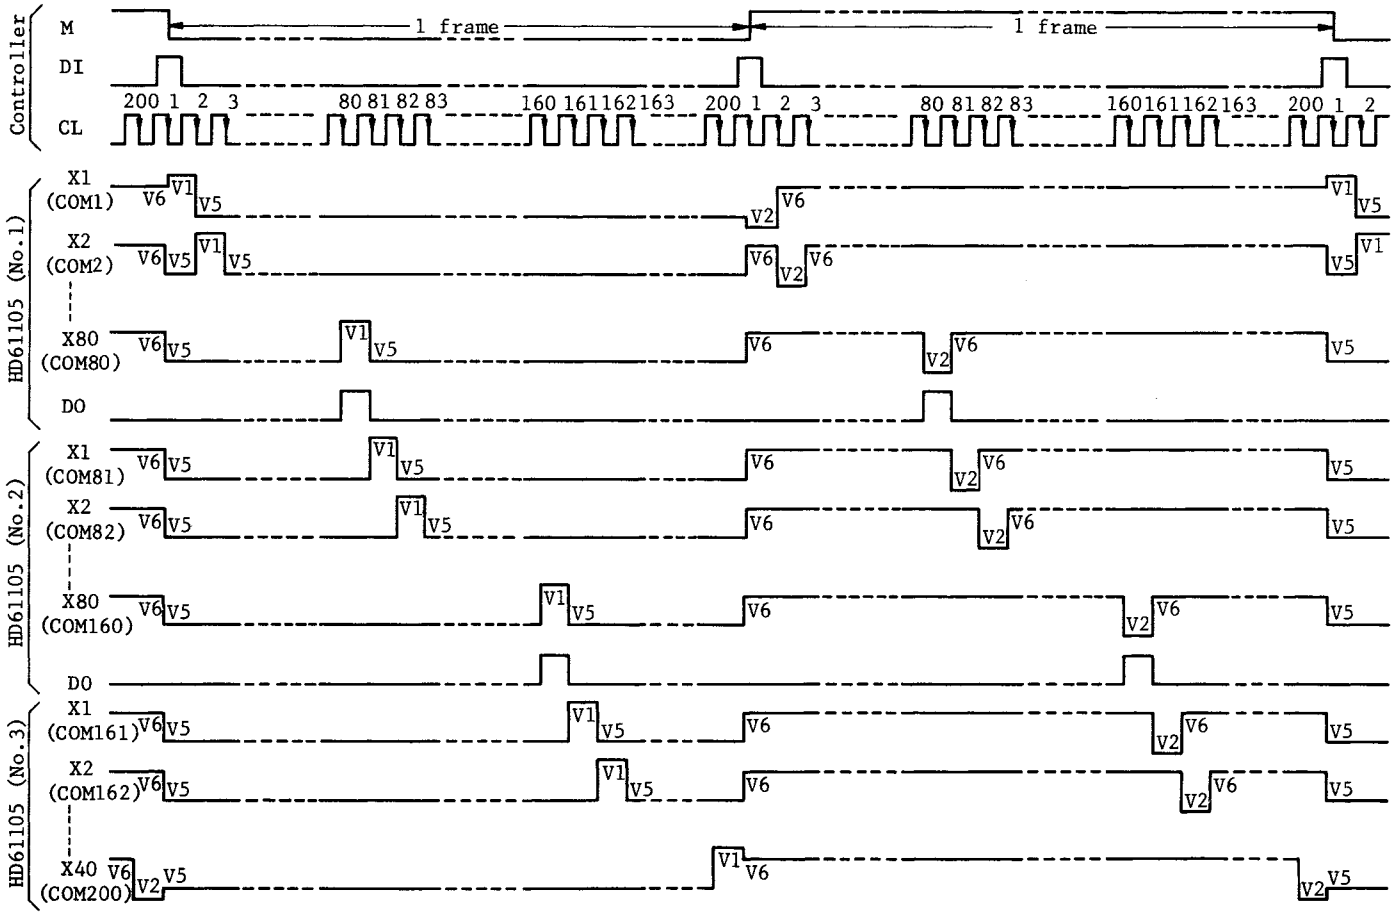 Controller
M
1 frame
1 frame
DI
200 1 2 3 80 81 82 83 160 161 162 163 200 1 2 3 80 81 82 83 160 161 162 163 200 1 2
CL
HD61105 (No.1)
X1
(COM1)
V6 V1 V5 V2 V6 V1 V5
X2
(COM2)
V6 V5 V1 V5 V6 V2 V6 V5 V1
X80
(COM80)
V6 V5 V1 V5 V6 V2 V6 V5
DO
HD61105 (No.2)
X1
(COM81)
V6 V5 V1 V5 V6 V2 V6 V5
X2
(COM82)
V6 V5 V1 V5 V6 V2 V6 V5
X80
(COM160)
V6 V5 V1 V5 V6 V2 V6 V5
DO
HD61105 (No.3)
X1
(COM161)
V6 V5 V1 V5 V6 V2 V6 V5
X2
(COM162)
V6 V5 V1 V5 V6 V2 V6 V5
X40
(COM200)
V6 V2 V5 V1 V6 V2 V5